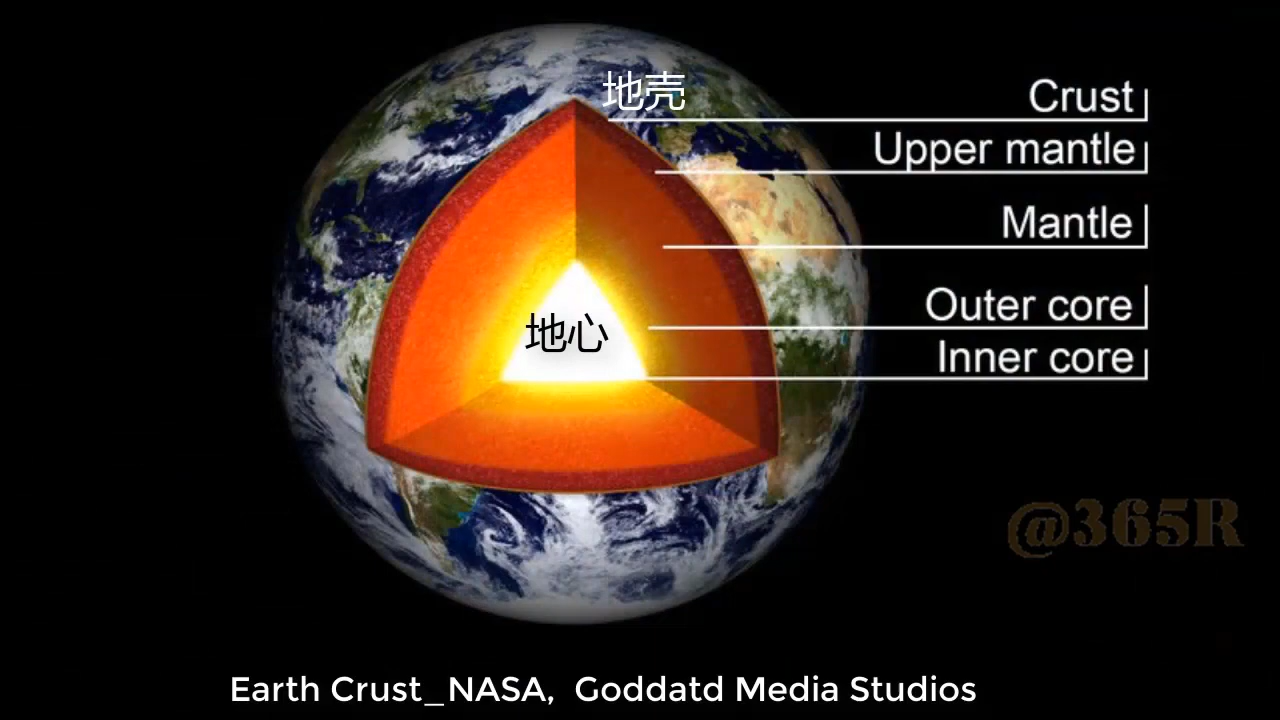 地壳
Crust
Upper mantle
Mantle
Outer core
地心
Inner core
@365R
Earth Crust_NASA, Goddatd Media Studios